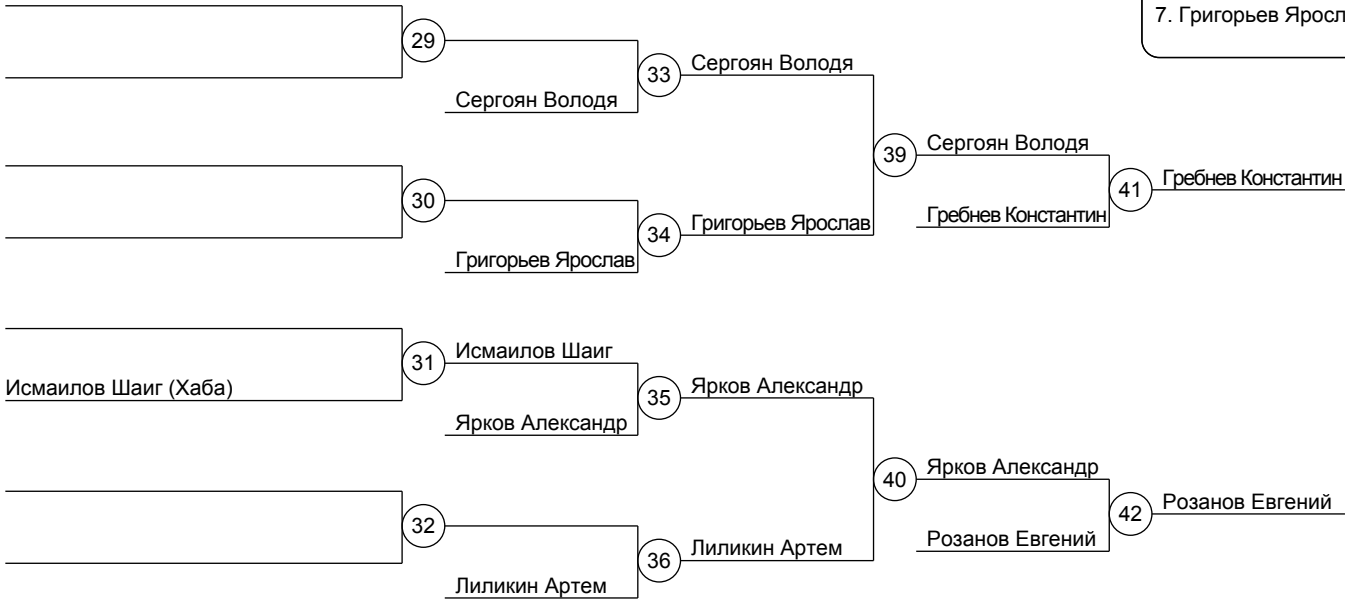 7. Григорьев Яросл
29
33
Сергоян Володя
Сергоян Володя
39
Сергоян Володя
41
Гребнев Константин
30
34
Григорьев Ярослав
Гребнев Константин
Григорьев Ярослав
31
Исмаилов Шаиг
Исмаилов Шаиг (Хаба)
35
Ярков Александр
Ярков Александр
40
Ярков Александр
42
Розанов Евгений
32
36
Лиликин Артем
Розанов Евгений
Лиликин Артем